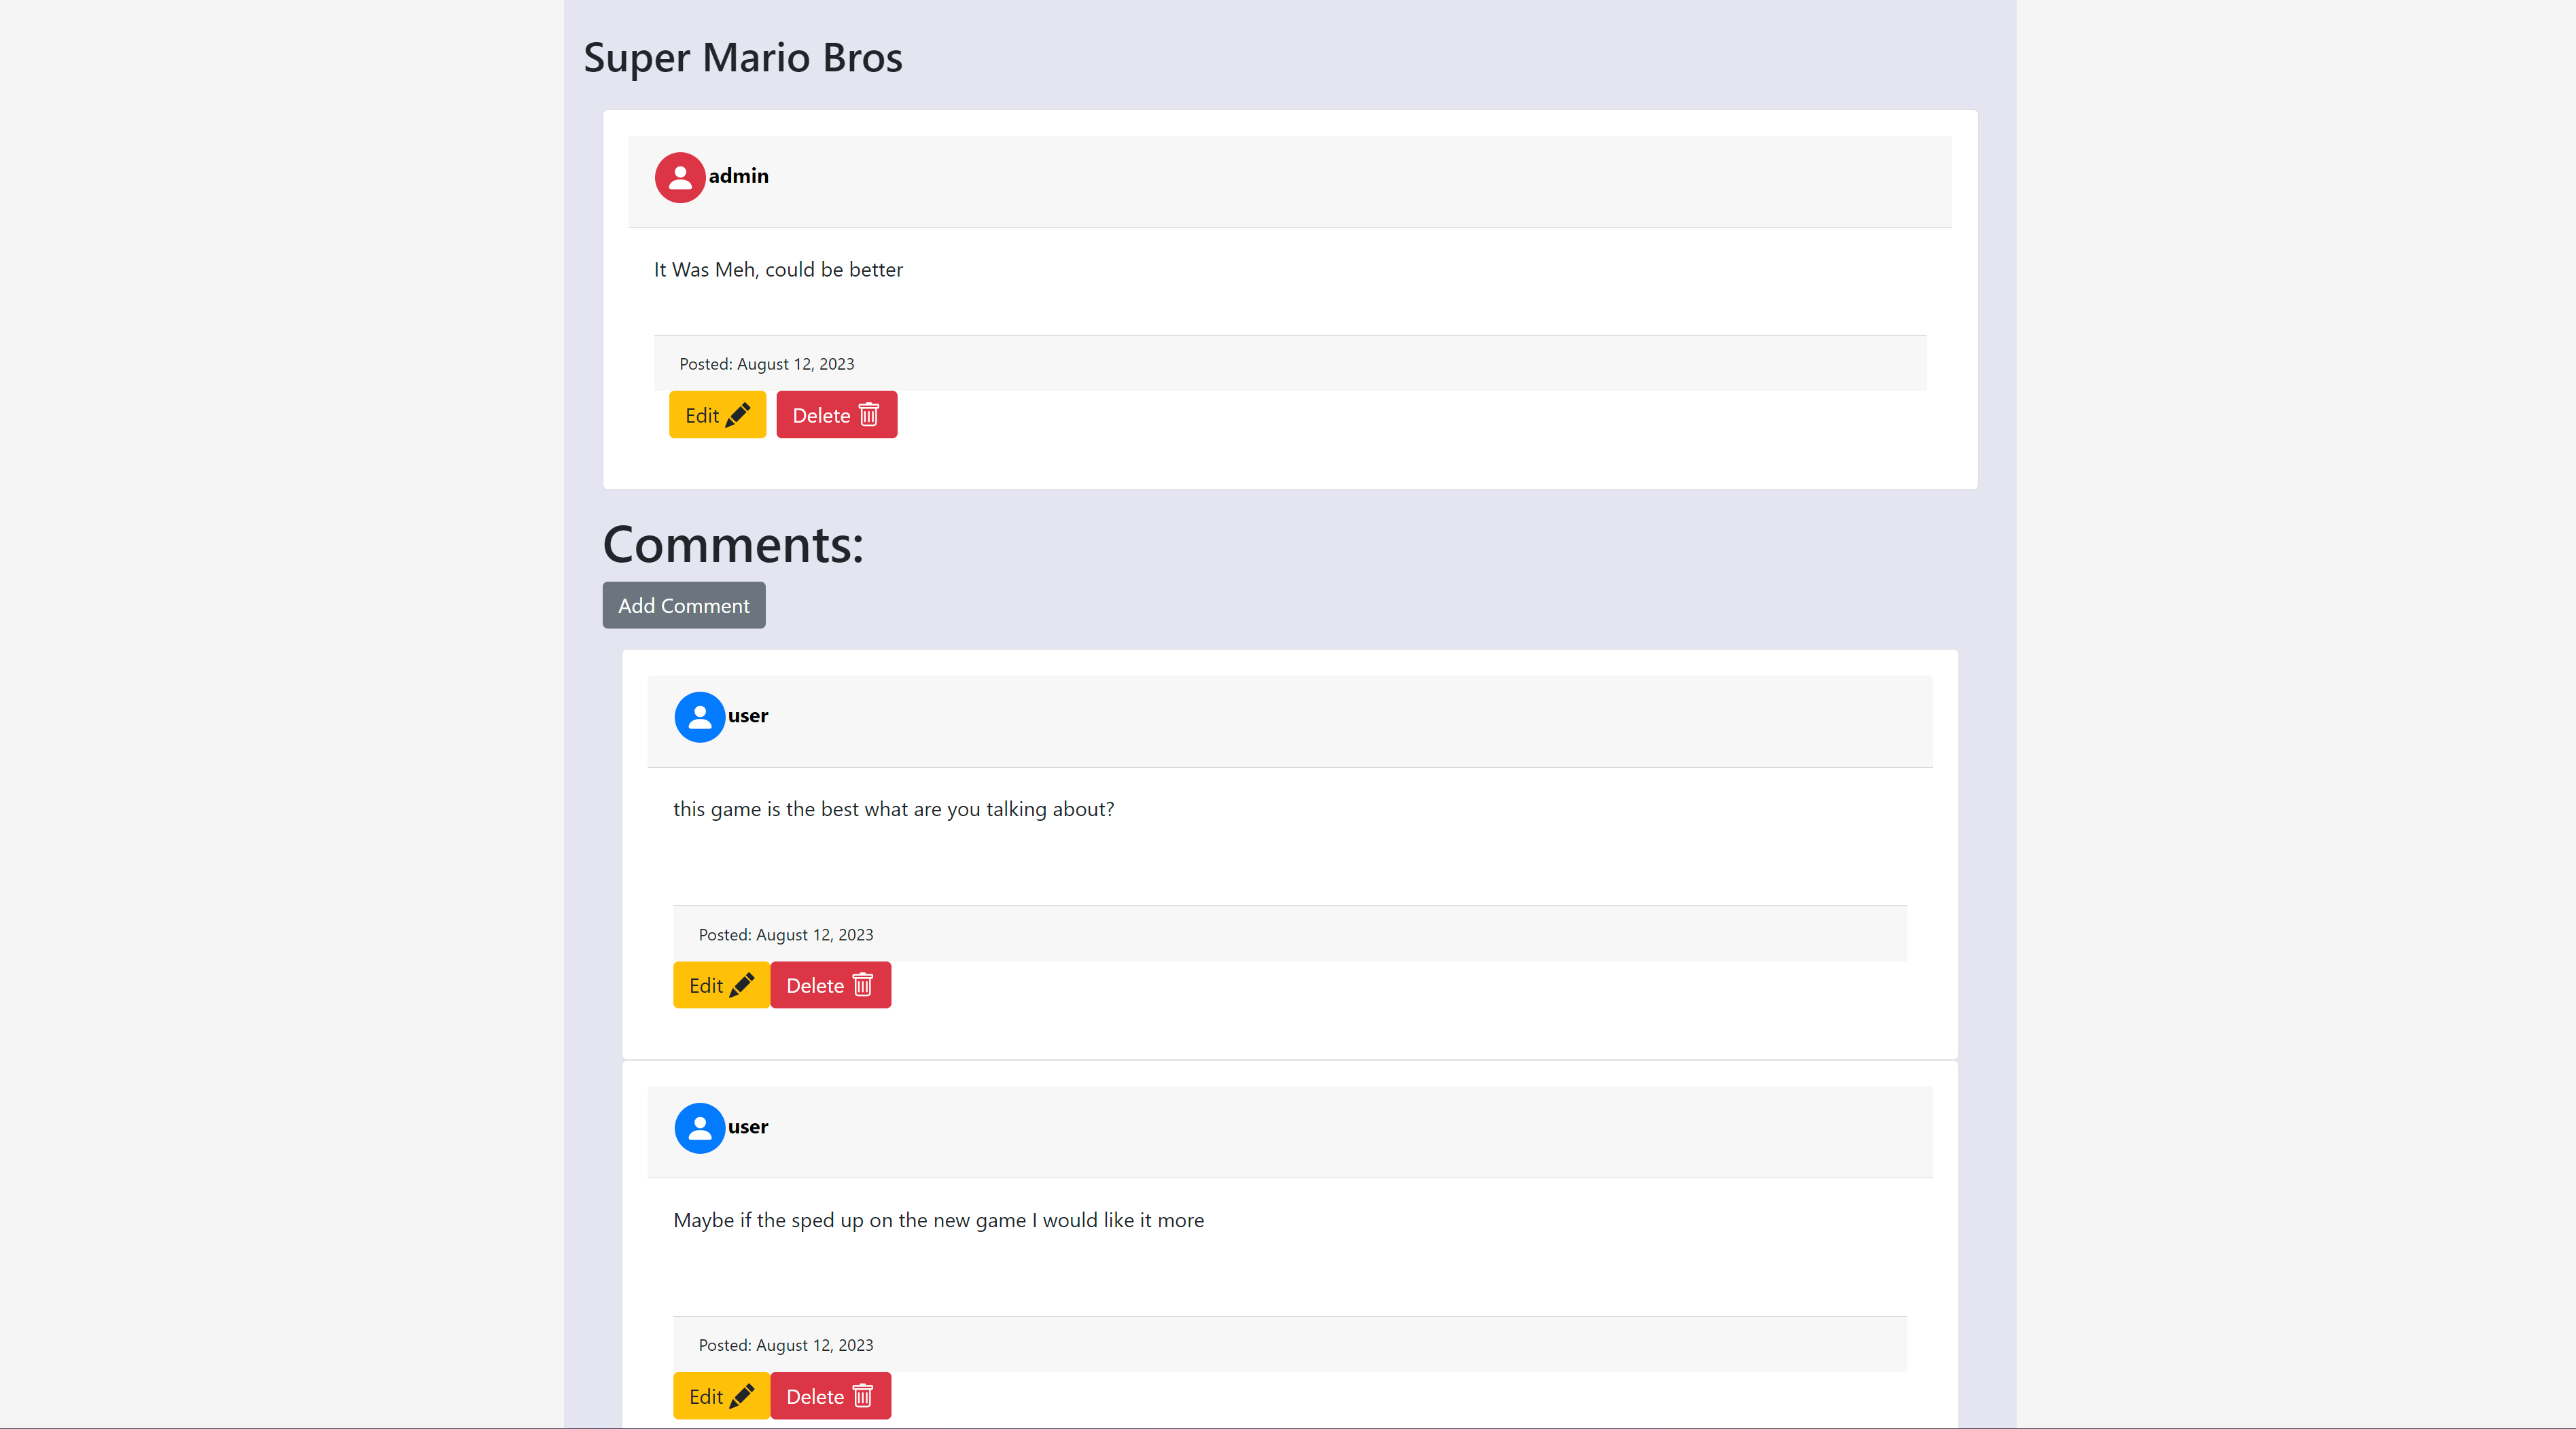 Super Mario Bros
admin
It Was Meh, could be better
Posted: August 12, 2023
Edit Delete
Comments:
Add Comment
user
this game is the best what are you talking about?
Posted: August 12, 2023
Edit Delete
user
Maybe if the sped up on the new game I would like it more
Posted: August 12, 2023
Edit Delete